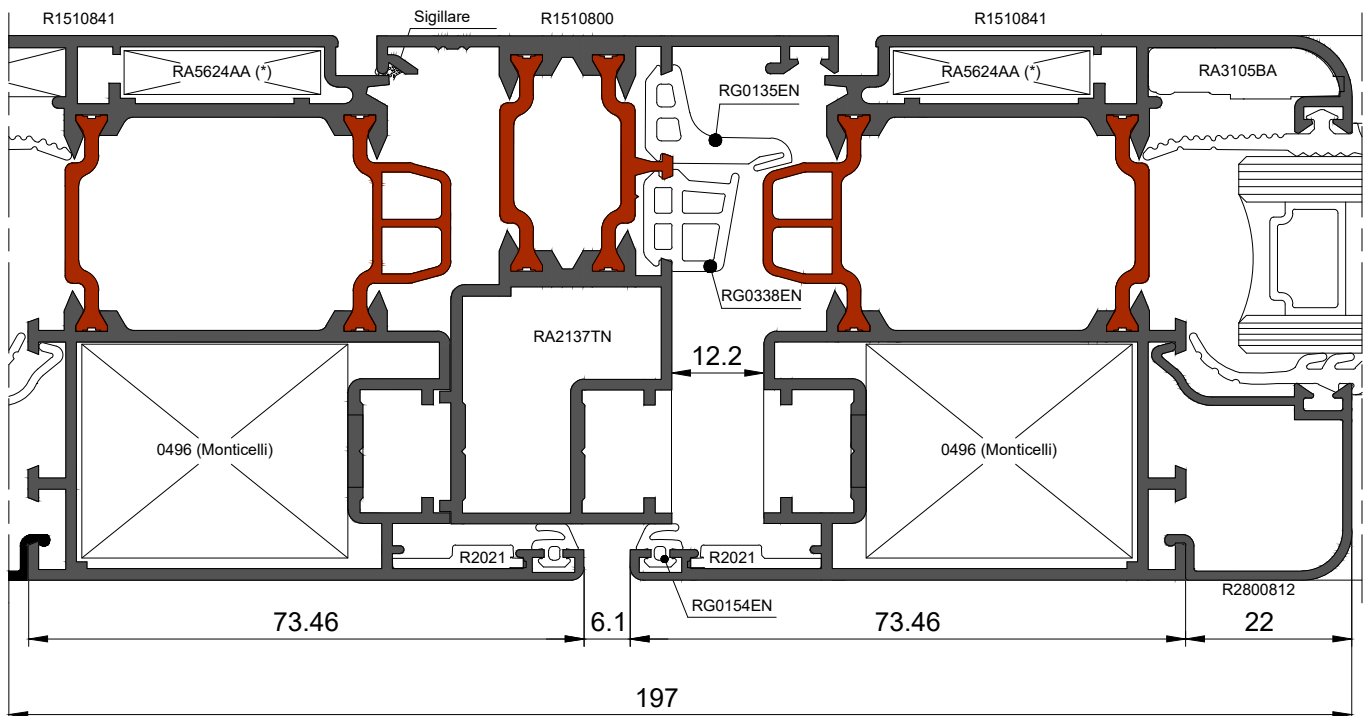 R1510841
Sigillare
R1510800
R1510841
RA5624AA (*)
RA5624AA (*)
RA3105BA
RG0135EN
RG0338EN
RA2137TN
12.2
0496 (Monticelli)
0496 (Monticelli)
R2021
R2021
R2800812
RG0154EN
73.46
6.1
73.46
22
197